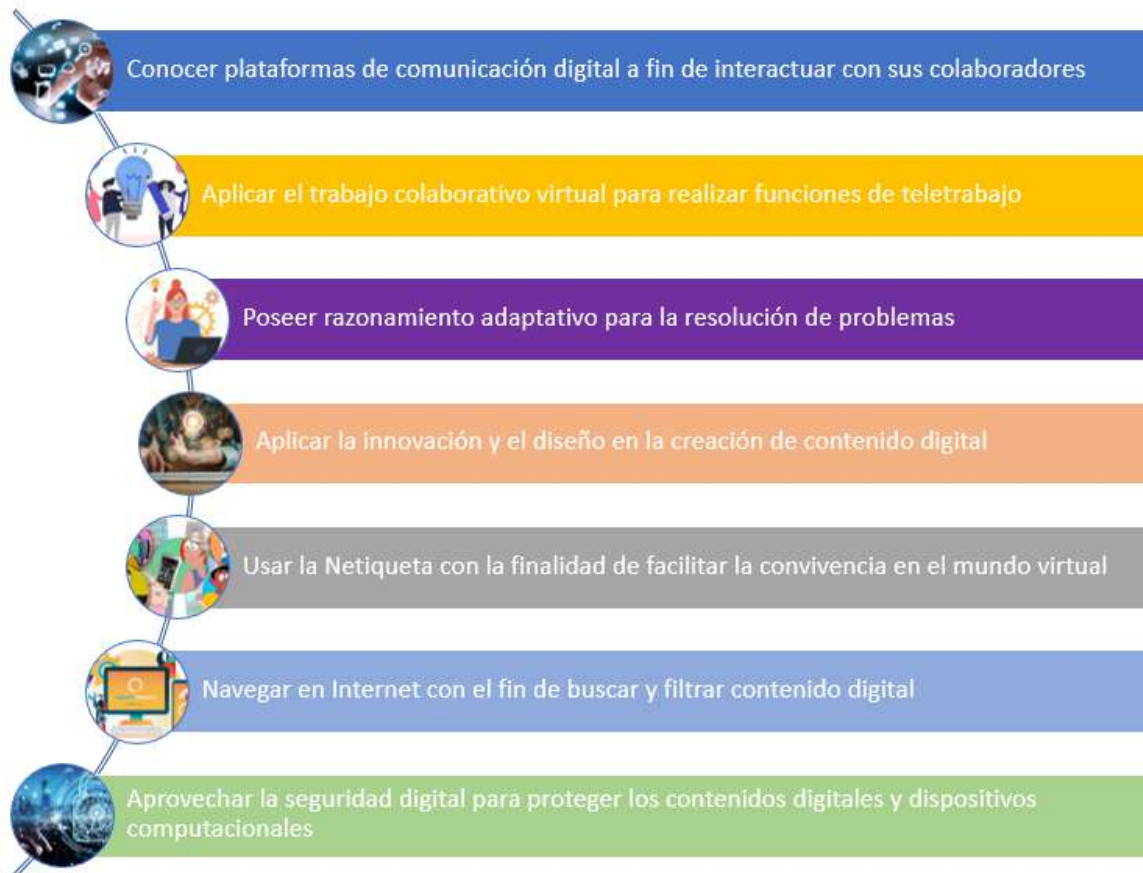 Conocer plataformas de comunicación digital a fin de interactuar con sus colaboradores
Aplicar el trabajo colaborativo virtual para realizar funciones de teletrabajo
Poseer razonamiento adaptativo para la resolución de problemas
Aplicar la innovación y el diseño en la creación de contenido digital
Usar la Netiqueta con la finalidad de facilitar la convivencia en el mundo virtual
Navegar en Internet con el fin de buscar y filtrar contenido digital
Aprovechar la seguridad digital para proteger los contenidos digitales y dispositivos
computacionales